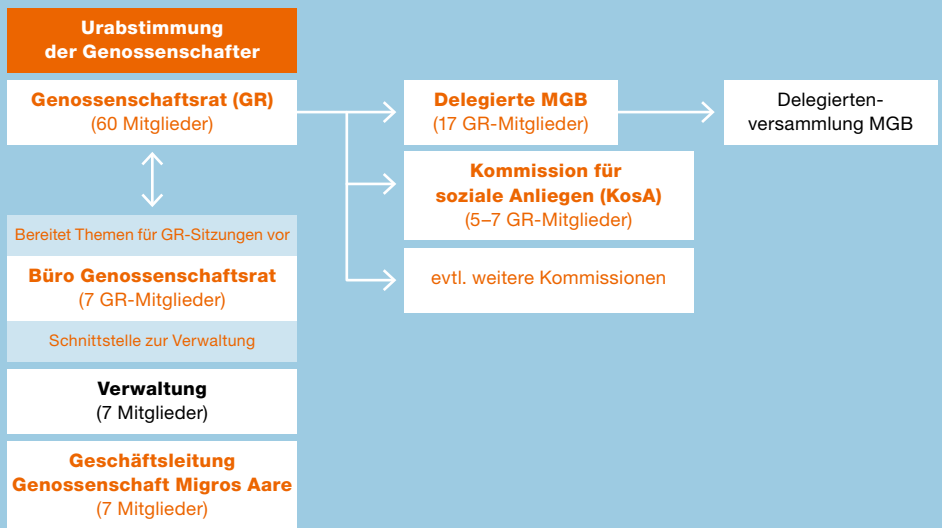 Urabstimmung
der Genossenschafter
Genossenschaftsrat (GR)
(60 Mitglieder)
Delegierte MGB
(17 GR-Mitglieder)
Delegierten-
versammlung MGB
Kommission für
soziale Anliegen (KosA)
(5–7 GR-Mitglieder)
evtl. weitere Kommissionen
Bereitet Themen für GR-Sitzungen vor
Büro Genossenschaftsrat
(7 GR-Mitglieder)
Schnittstelle zur Verwaltung
Verwaltung
(7 Mitglieder)
Geschäftsleitung
Genossenschaft Migros Aare
(7 Mitglieder)